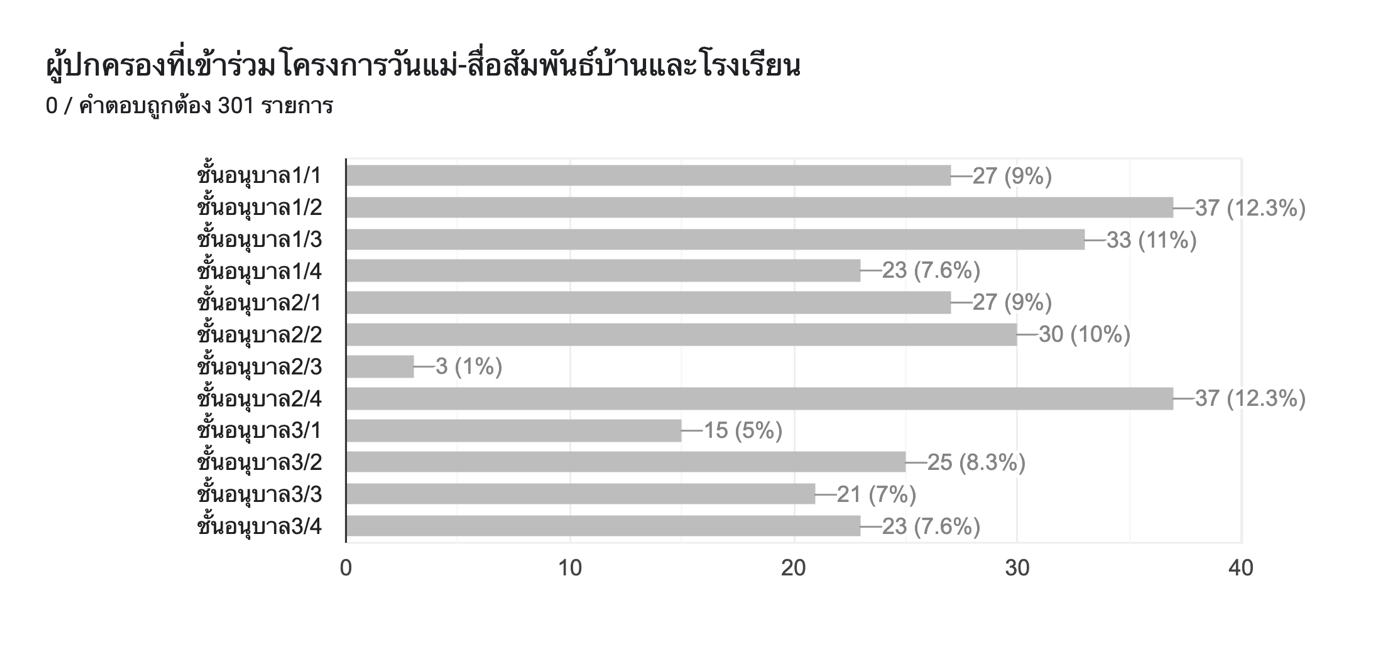 ผู้ปกครองที่เข้าร่วมโครงการวันแม่-สื่อสัมพันธ์บ้านและโรงเรียน
0 / คำตอบถูกต้อง 301 รายการ
ชั้นอนุบาล1/1 27 (9%)
ชั้นอนุบาล1/2 37 (12.3%)
ชั้นอนุบาล1/3 33 (11%)
ชั้นอนุบาล1/4 23 (7.6%)
ชั้นอนุบาล2/1 27 (9%)
ชั้นอนุบาล2/2 30 (10%)
ชั้นอนุบาล2/3 3 (1%)
ชั้นอนุบาล2/4 37 (12.3%)
ชั้นอนุบาล3/1 15 (5%)
ชั้นอนุบาล3/2 25 (8.3%)
ชั้นอนุบาล3/3 21 (7%)
ชั้นอนุบาล3/4 23 (7.6%)
0 10 20 30 40